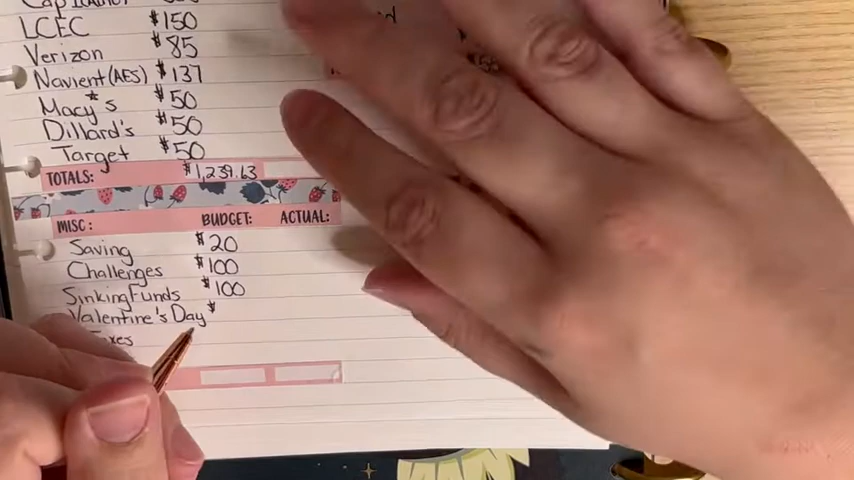 LCEC $150
Verizon $85
Navient (AES) $137
Macy's $50
Dillard's $50
Target $50
TOTALS: $1,259.63
MISC: BUDGET: ACTUAL:
Saving $20
Challenges $100
Sinking Funds $100
Valentine's Day $